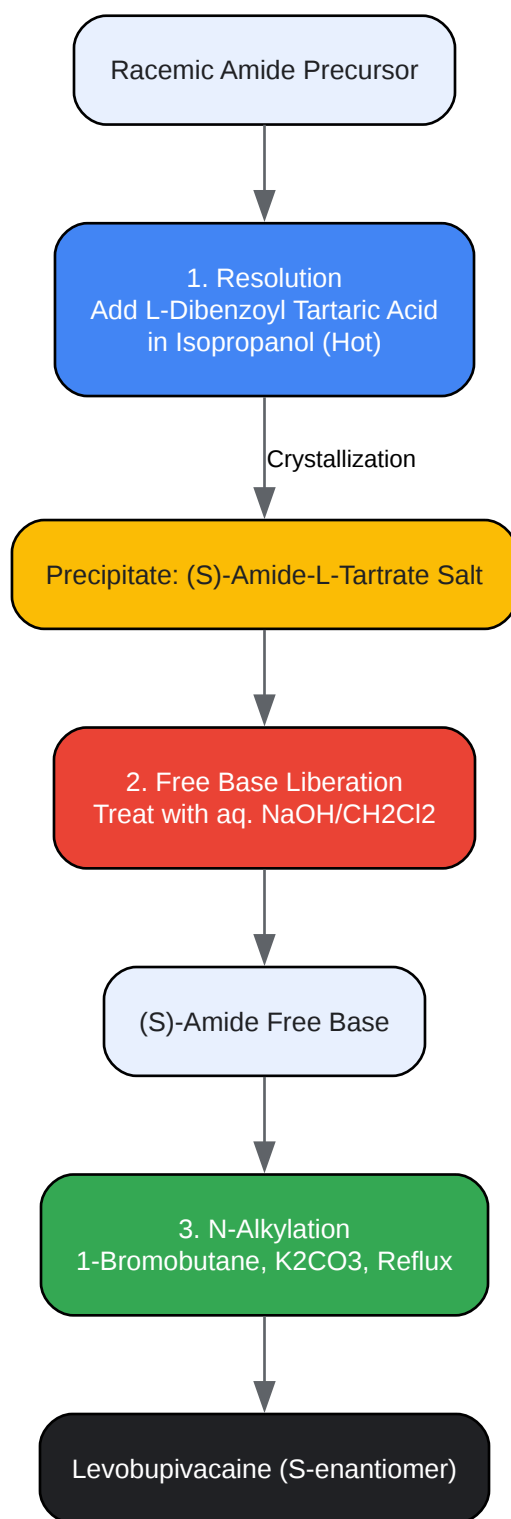 Racemic Amide Precursor
1. Resolution
Add L-Dibenzoyl Tartaric Acid
in Isopropanol (Hot)
Crystallization
Precipitate: (S)-Amide-L-Tartrate Salt
2. Free Base Liberation
Treat with aq. NaOH/CH2Cl2
(S)-Amide Free Base
3. N-Alkylation
1-Bromobutane, K2CO3, Reflux
Levobupivacaine (S-enantiomer)